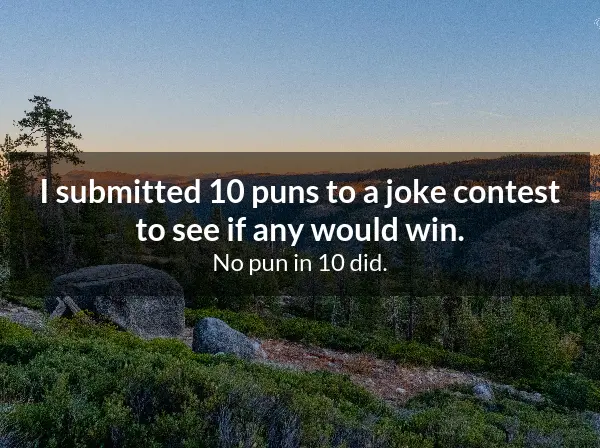 I submitted 10 puns to a joke contest
to see if any would win.
No pun in 10 did.